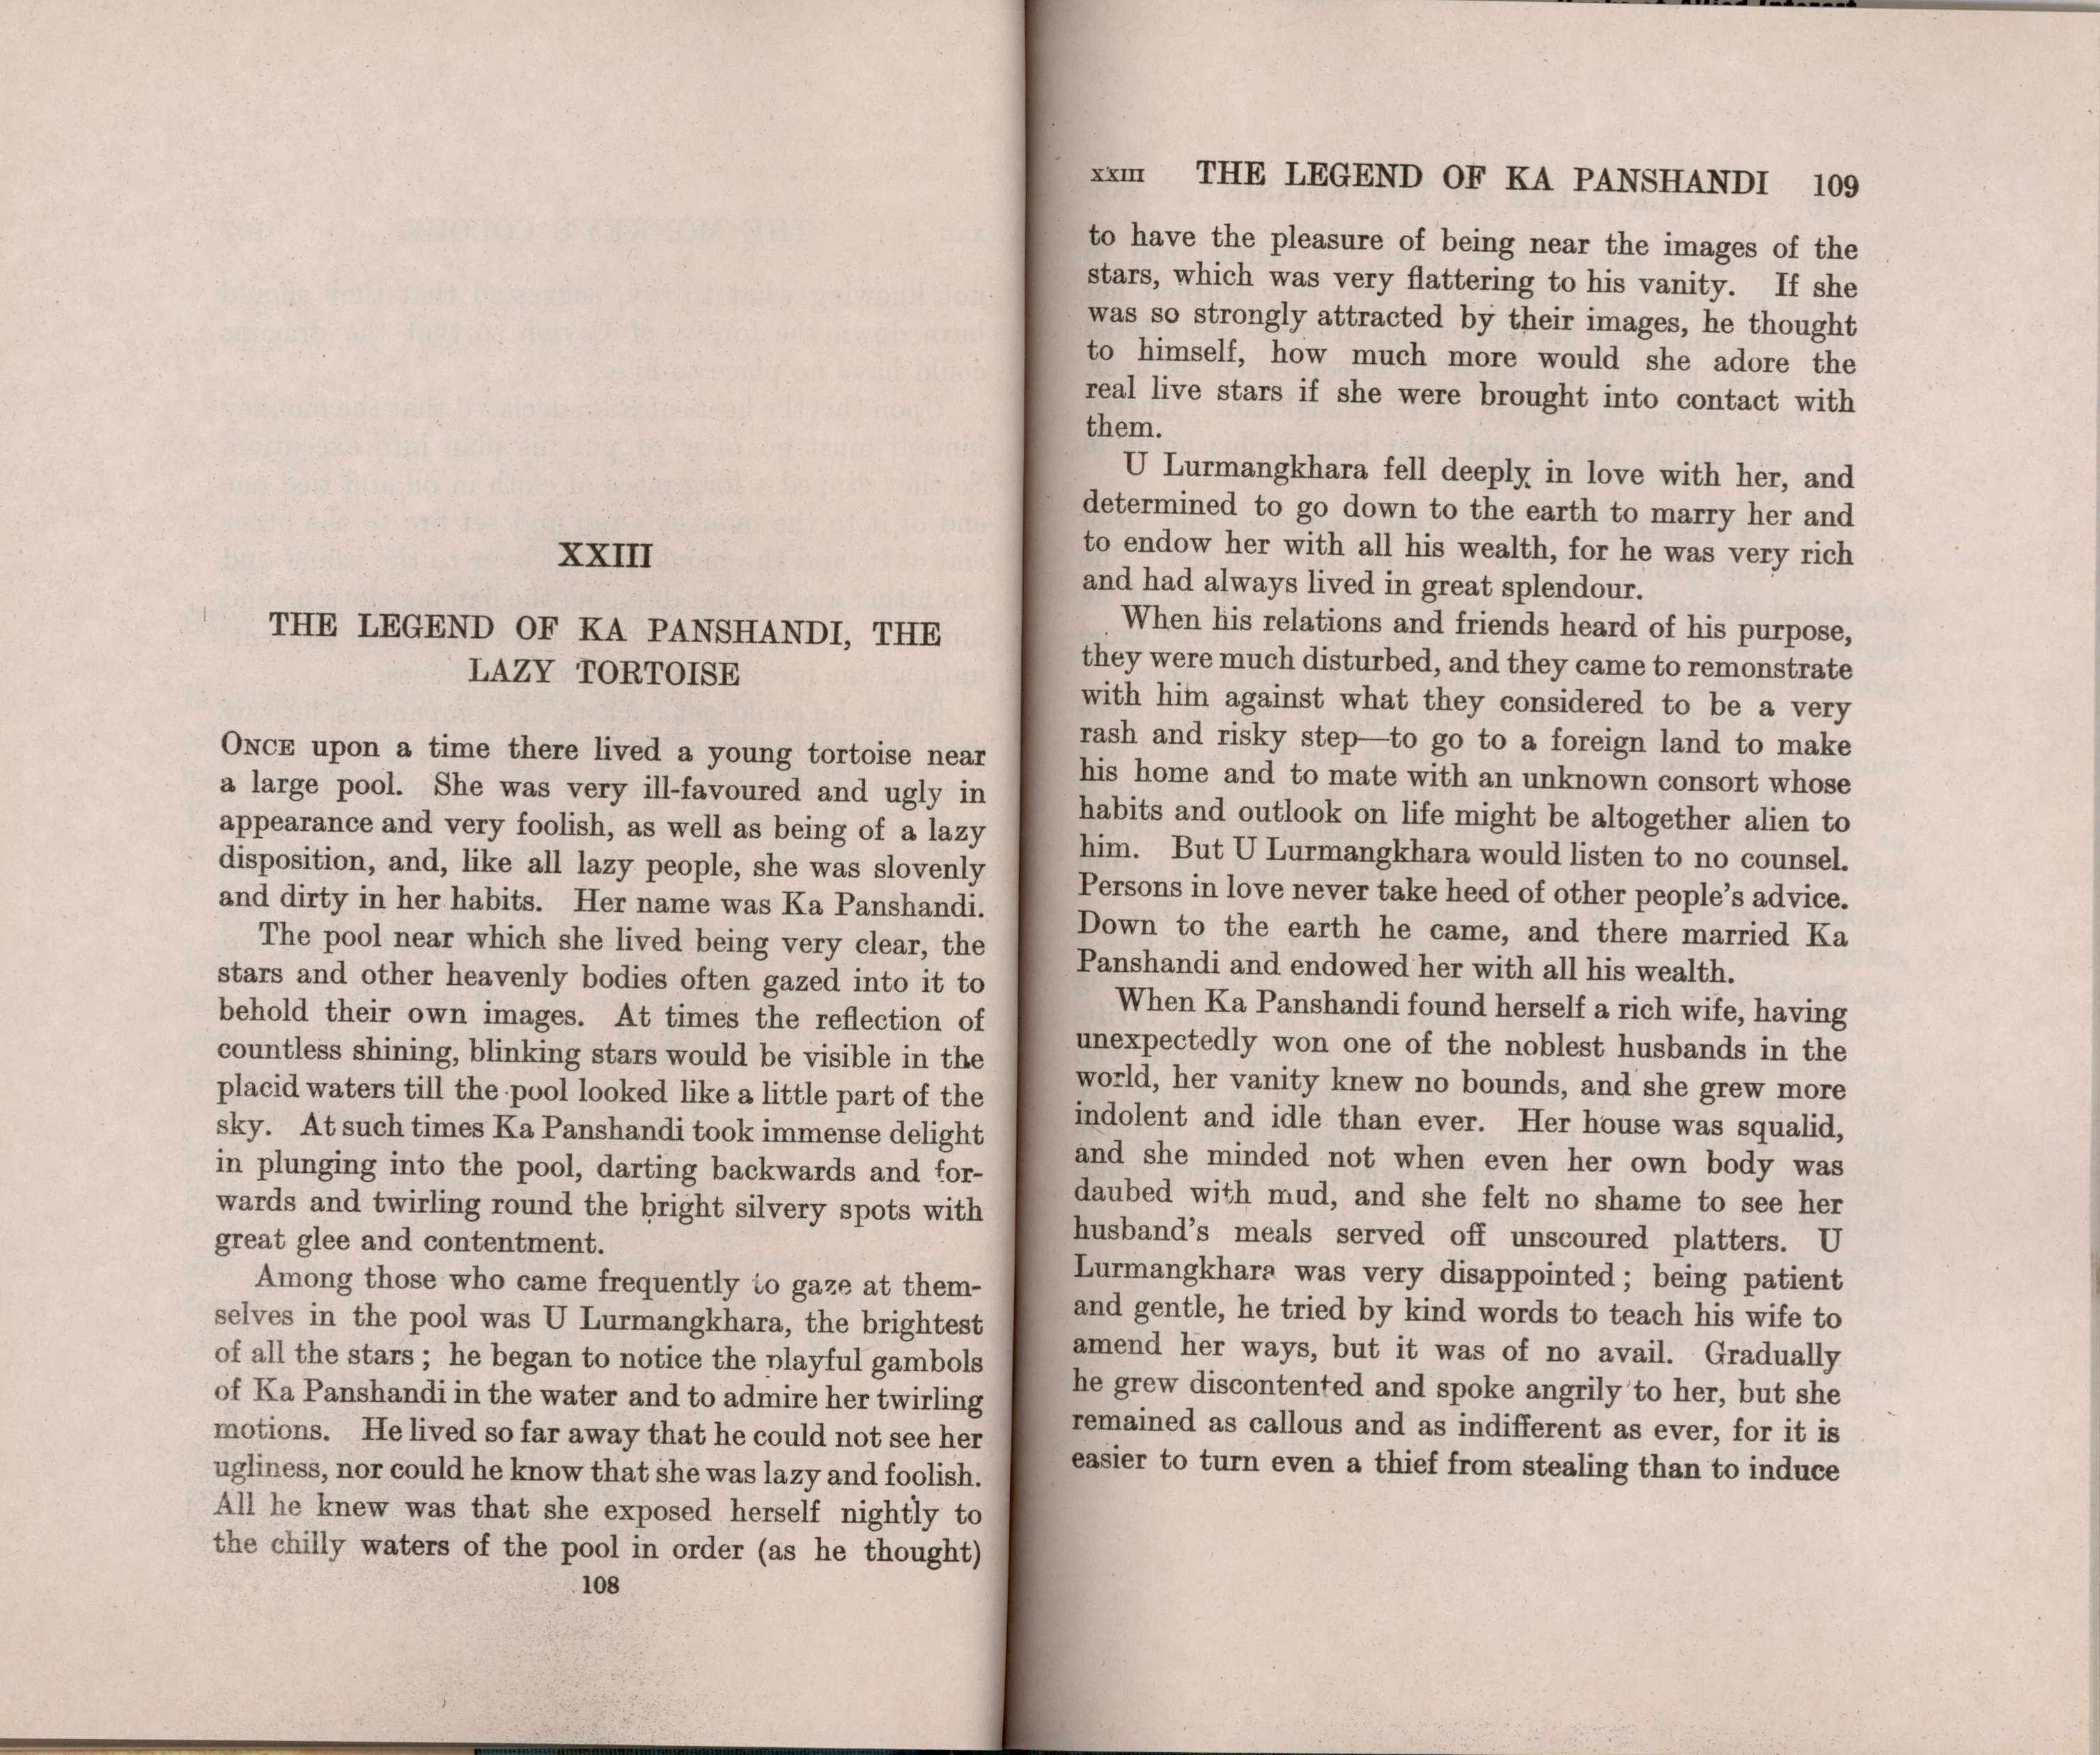 XXIII
THE LEGEND OF KA PANSHANDI, THE
LAZY TORTOISE
ONCE upon a time there lived a young tortoise near
a large pool. She was very ill-favoured and ugly in
appearance and very foolish, as well as being of a lazy
disposition, and, like all lazy people, she was slovenly
and dirty in her habits. Her name was Ka Panshandi.
The pool near which she lived being very clear, the
stars and other heavenly bodies often gazed into it to
behold their own images. At times the reflection of
countless shining, blinking stars would be visible in the
placid waters till the pool looked like a little part of the
sky. At such times Ka Panshandi took immense delight
in plunging into the pool, darting backwards and for-
wards and twirling round the bright silvery spots with
great glee and contentment.
Among those who came frequently to gaze at them-
selves in the pool was U Lurmangkhara, the brightest
of all the stars ; he began to notice the playful gambols
of Ka Panshandi in the water and to admire her twirling
motions. He lived so far away that he could not see her
ugliness, nor could he know that she was lazy and foolish.
All he knew was that she exposed herself nightly to
the chilly waters of the pool in order (as he thought)
108
XXIII THE LEGEND OF KA PANSHANDI 109
to have the pleasure of being near the images of the
stars, which was very flattering to his vanity. If she
was so strongly attracted by their images, he thought
to himself, how much more would she adore the
real live stars if she were brought into contact with
them.
U Lurmangkhara fell deeply in love with her, and
determined to go down to the earth to marry her and
to endow her with all his wealth, for he was very rich
and had always lived in great splendour.
When his relations and friends heard of his purpose,
they were much disturbed, and they came to remonstrate
with him against what they considered to be a very
rash and risky step—to go to a foreign land to make
his home and to mate with an unknown consort whose
habits and outlook on life might be altogether alien to
him. But U Lurmangkhara would listen to no counsel.
Persons in love never take heed of other people's advice.
Down to the earth he came, and there married Ka
Panshandi and endowed her with all his wealth.
When Ka Panshandi found herself a rich wife, having
unexpectedly won one of the noblest husbands in the
world, her vanity knew no bounds, and she grew more
indolent and idle than ever. Her house was squalid,
and she minded not when even her own body was
daubed with mud, and she felt no shame to see her
husband's meals served off unscoured platters. U
Lurmangkhara was very disappointed ; being patient
and gentle, he tried by kind words to teach his wife to
amend her ways, but it was of no avail. Gradually
he grew discontented and spoke angrily to her, but she
remained as callous and as indifferent as ever, for it is
easier to turn even a thief from stealing than to induce